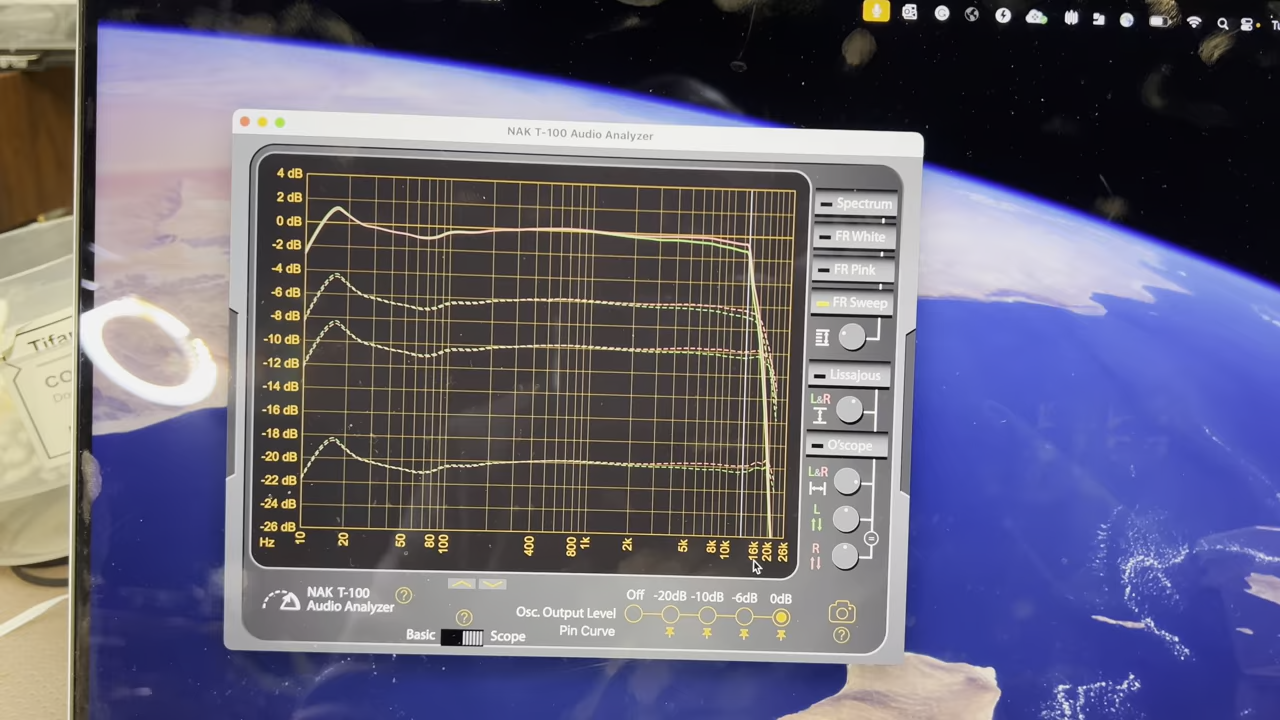 NAK T-100 Audio Analyzer
4 dB
2 dB
0 dB
-2 dB
-4 dB
-6 dB
-8 dB
-10 dB
-12 dB
-14 dB
-16 dB
-18 dB
-20 dB
-22 dB
-24 dB
-26 dB
Hz 10 20 50 80 100 400 800 1k 2k 5k 8k 10k 16k 20k 26k
Spectrum
FR White
FR Pink
FR Sweep
Lissajous
L&R
O'scope
L&R
L
R
NAK T-100
Audio Analyzer
?
?
Basic Scope
Off -20dB -10dB -6dB 0dB
Osc. Output Level
Pin Curve
?
Tifa
CO